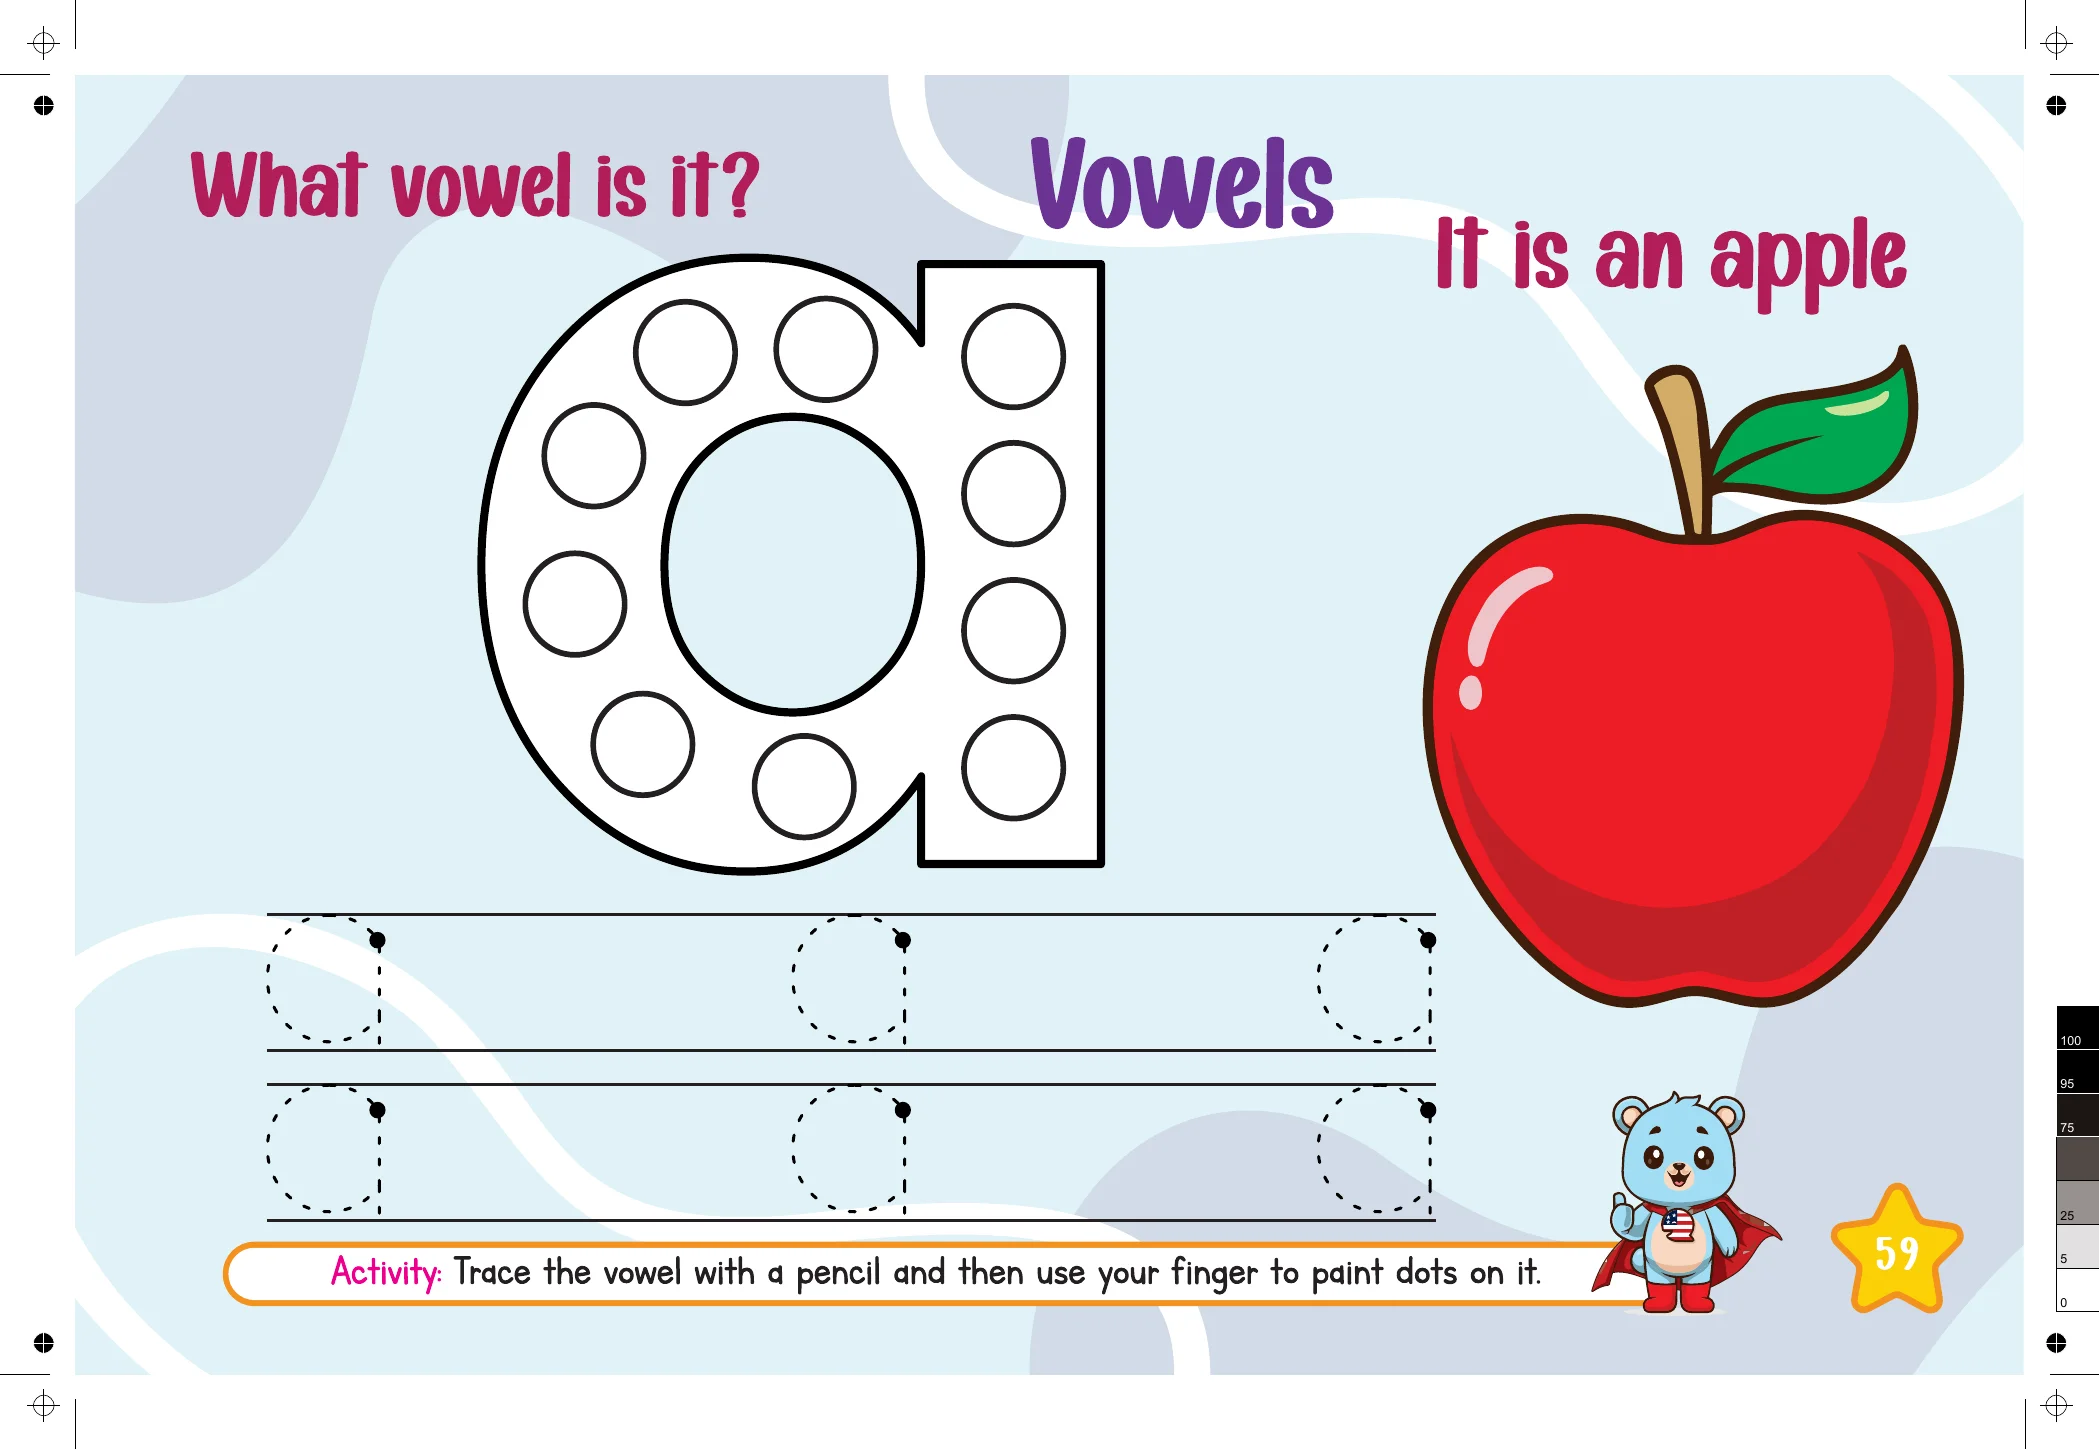 What vowel is it?
Vowels
It is an apple
a
a a a
a a a
Activity: Trace the vowel with a pencil and then use your finger to paint dots on it.
59
100
95
75
25
5
0